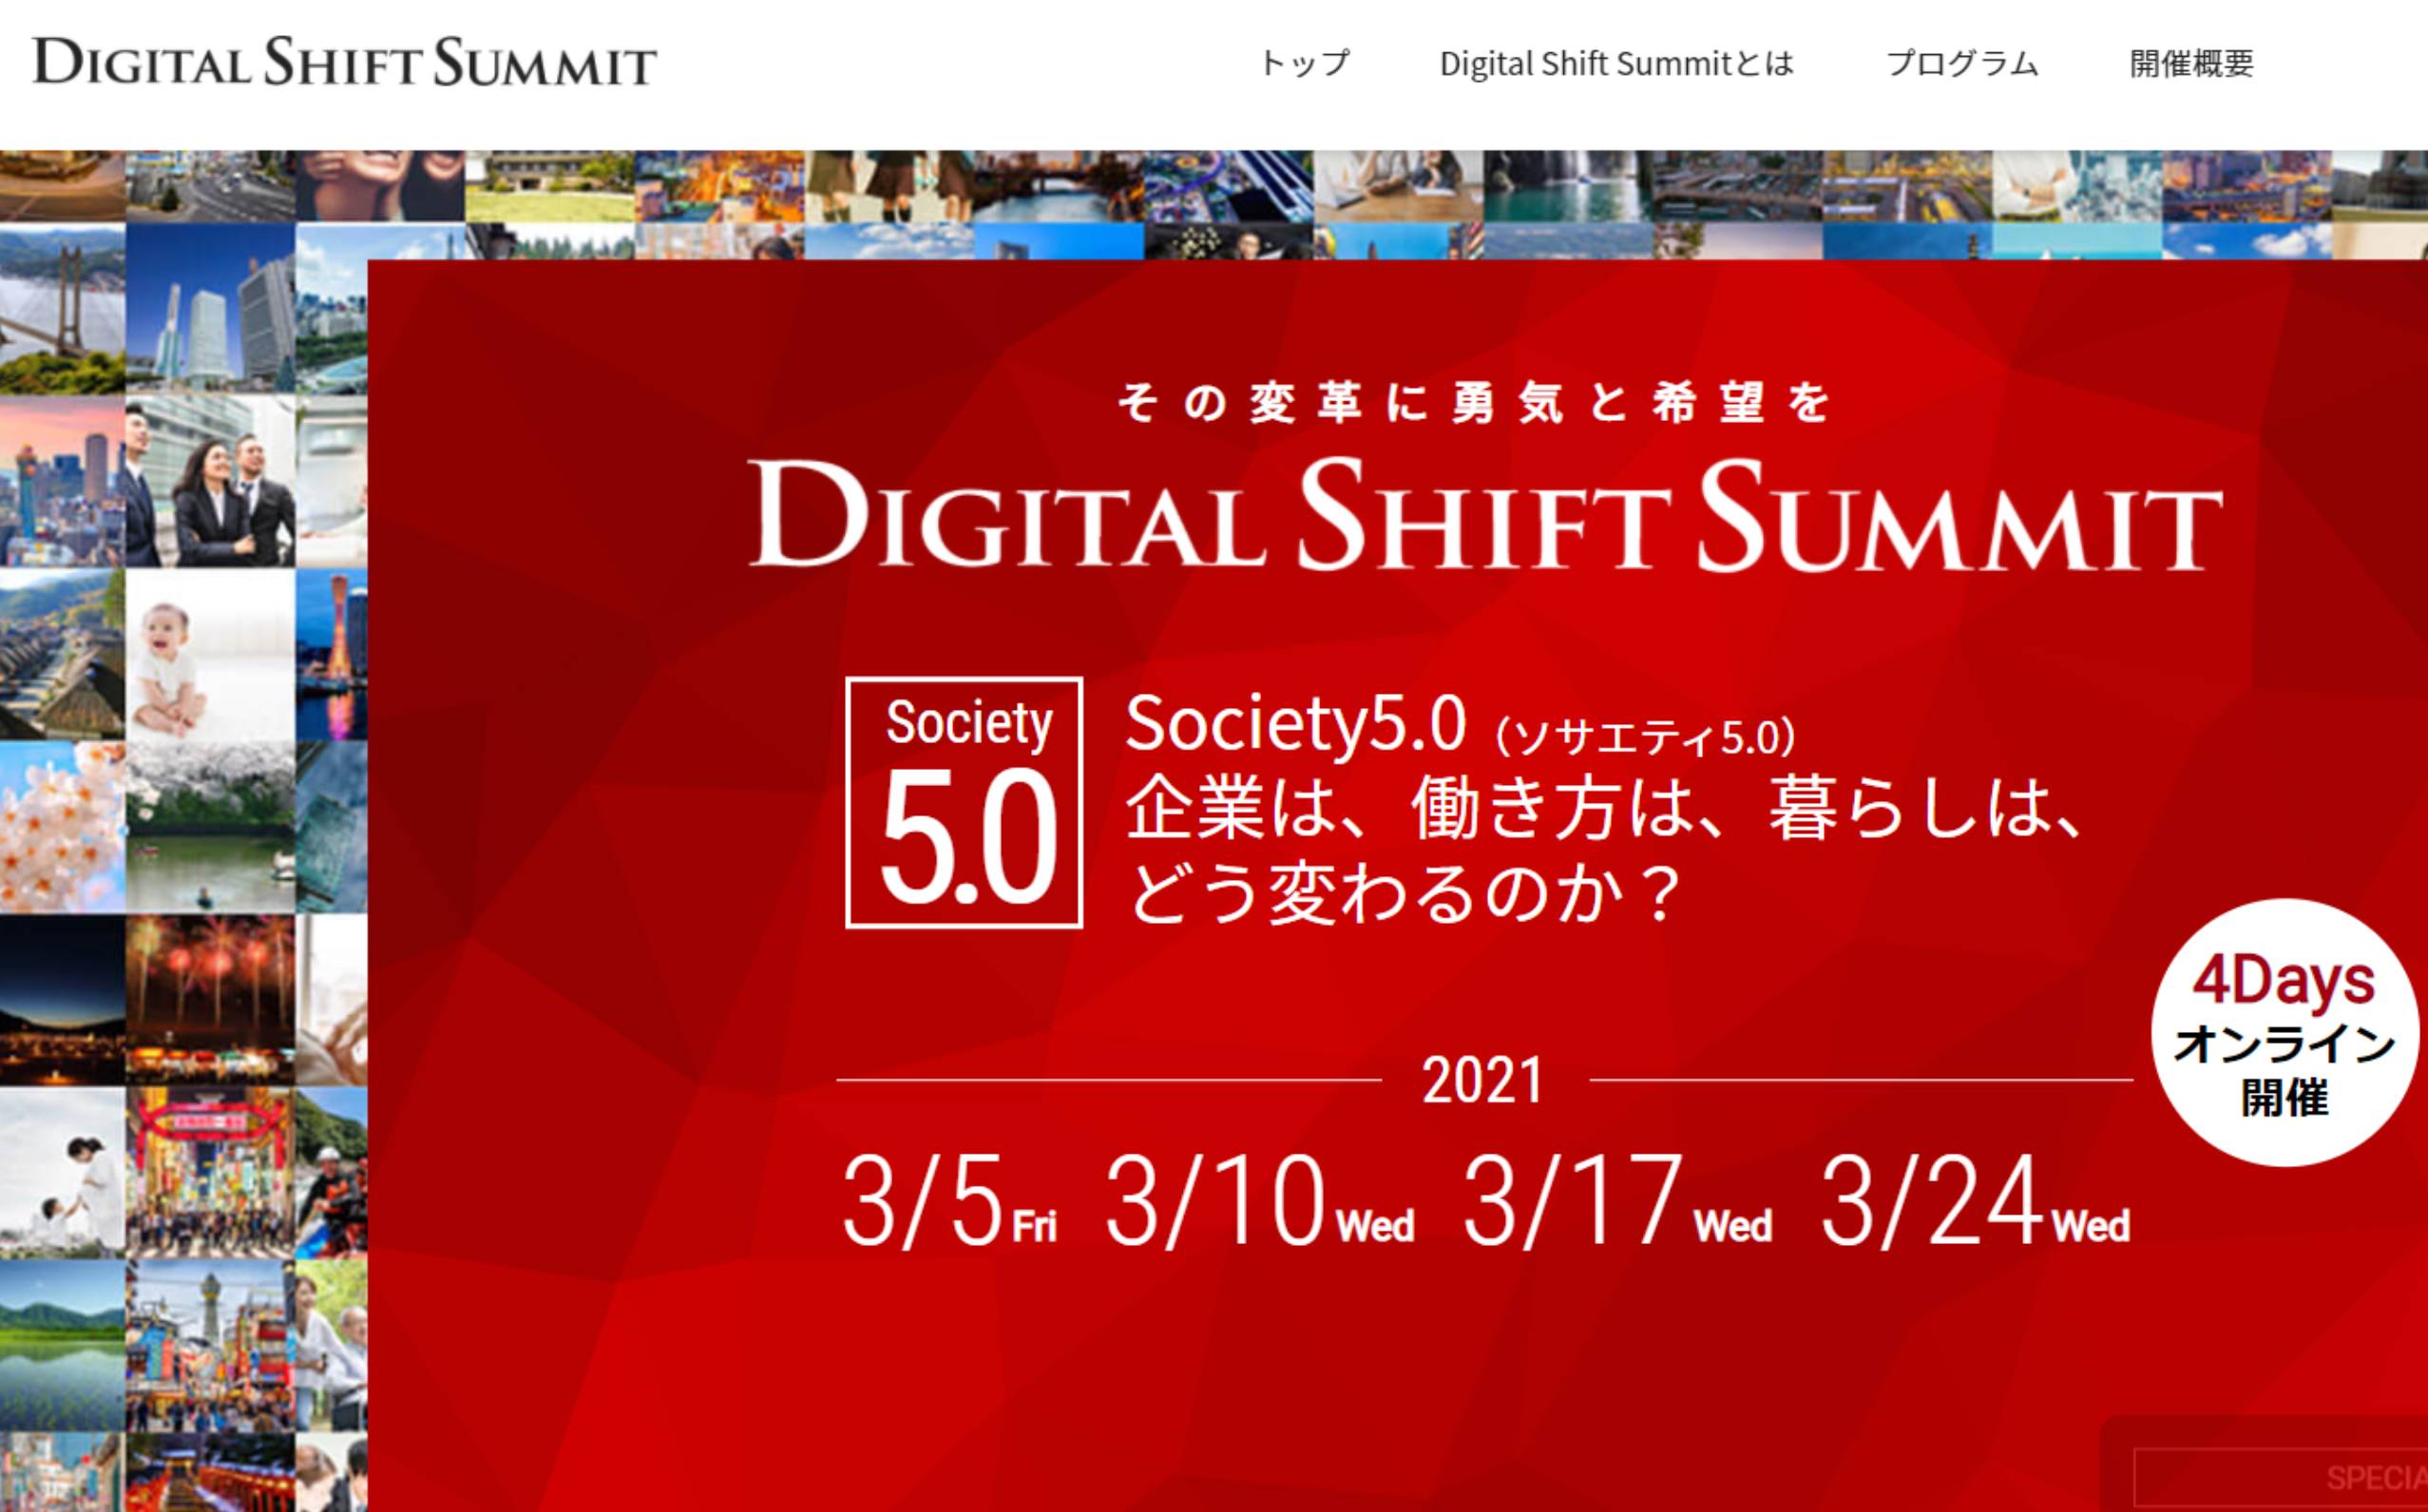 DIGITAL SHIFT SUMMIT
トップ Digital Shift Summitとは プログラム 開催概要
その変革に勇気と希望を
DIGITAL SHIFT SUMMIT
Society
5.0
Society5.0（ソサエティ5.0）
企業は、働き方は、暮らしは、
どう変わるのか？
4Days
オンライン
開催
2021
3/5 Fri 3/10 Wed 3/17 Wed 3/24 Wed